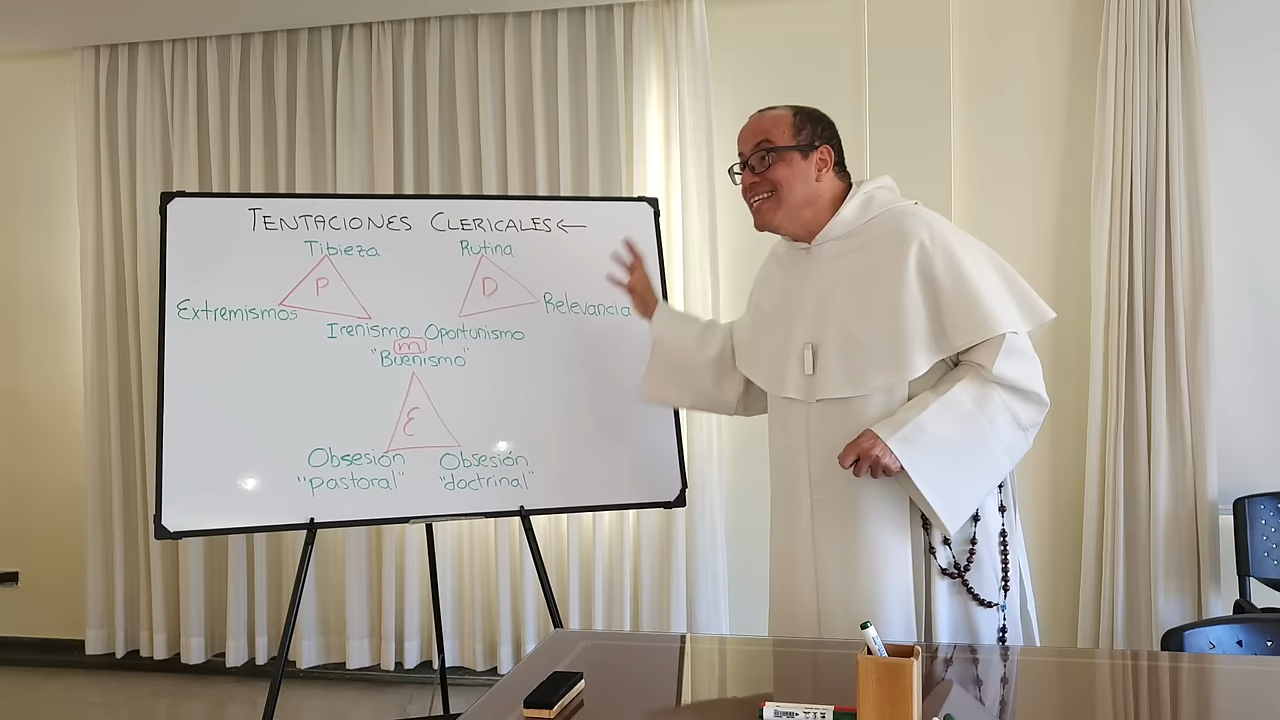 TENTACIONES CLERICALES ←
Tibieza Rutina
P D
Extremismos Relevancia
Irenismo Oportunismo
m
"Buenismo"
E
Obsesión Obsesión
"pastoral" "doctrinal"